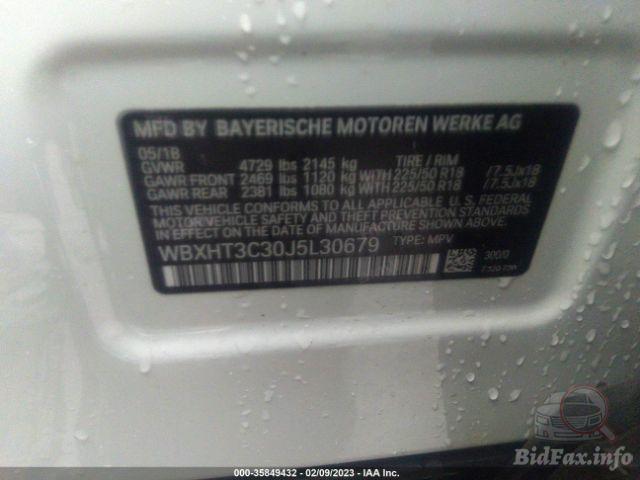 MFD BY BAYERISCHE MOTOREN WERKE AG
05/18
GVWR 4729 lbs 2145 kg TIRE / RIM
GAWR FRONT 2469 lbs 1120 kg WITH 225/50 R18 /7.5Jx18
GAWR REAR 2381 lbs 1080 kg WITH 225/50 R18 /7.5Jx18
THIS VEHICLE CONFORMS TO ALL APPLICABLE U. S. FEDERAL
MOTOR VEHICLE SAFETY AND THEFT PREVENTION STANDARDS
IN EFFECT ON THE DATE OF MANUFACTURE SHOWN ABOVE.
WBXHT3C30J5L30679 TYPE: MPV
300/0
BidFax.info
000-35849432 - 02/09/2023 - IAA Inc.